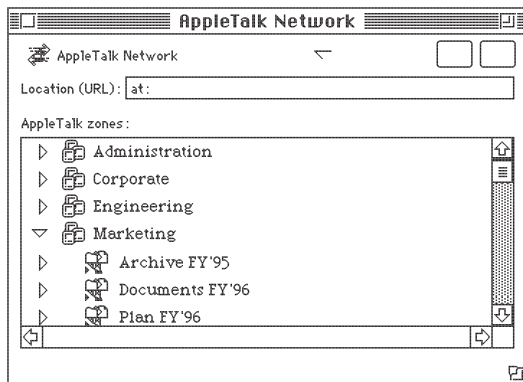 AppleTalk Network
AppleTalk Network
Location (URL): at:
AppleTalk zones:
Administration
Corporate
Engineering
Marketing
Archive FY'95
Documents FY'96
Plan FY'96